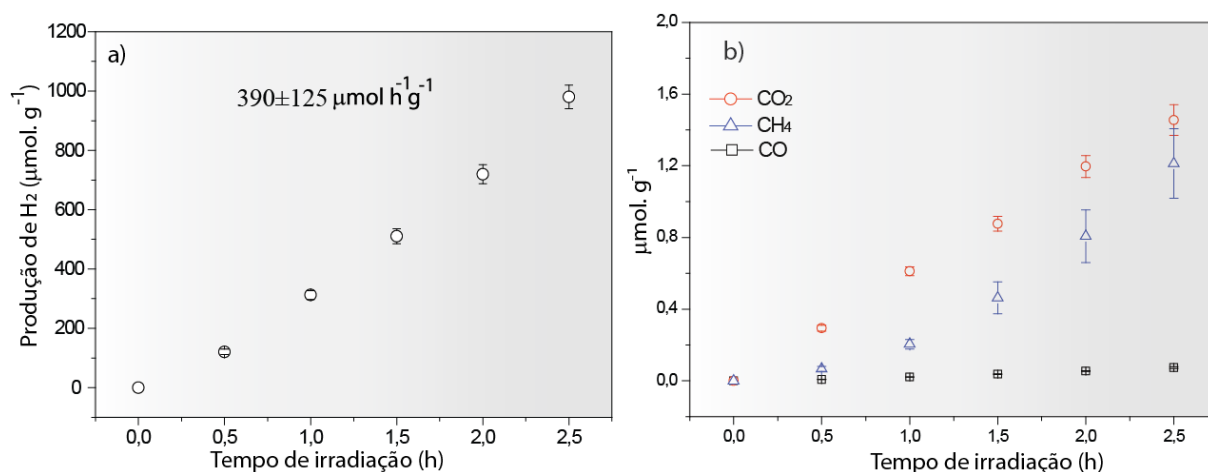 a)
390±125 μmol h⁻¹g⁻¹
Produção de H₂ (μmol. g⁻¹)
1200
1000
800
600
400
200
0
0,0 0,5 1,0 1,5 2,0 2,5
Tempo de irradiação (h)
b)
CO₂
CH₄
CO
μmol. g⁻¹
2,0
1,6
1,2
0,8
0,4
0,0
0,0 0,5 1,0 1,5 2,0 2,5
Tempo de irradiação (h)